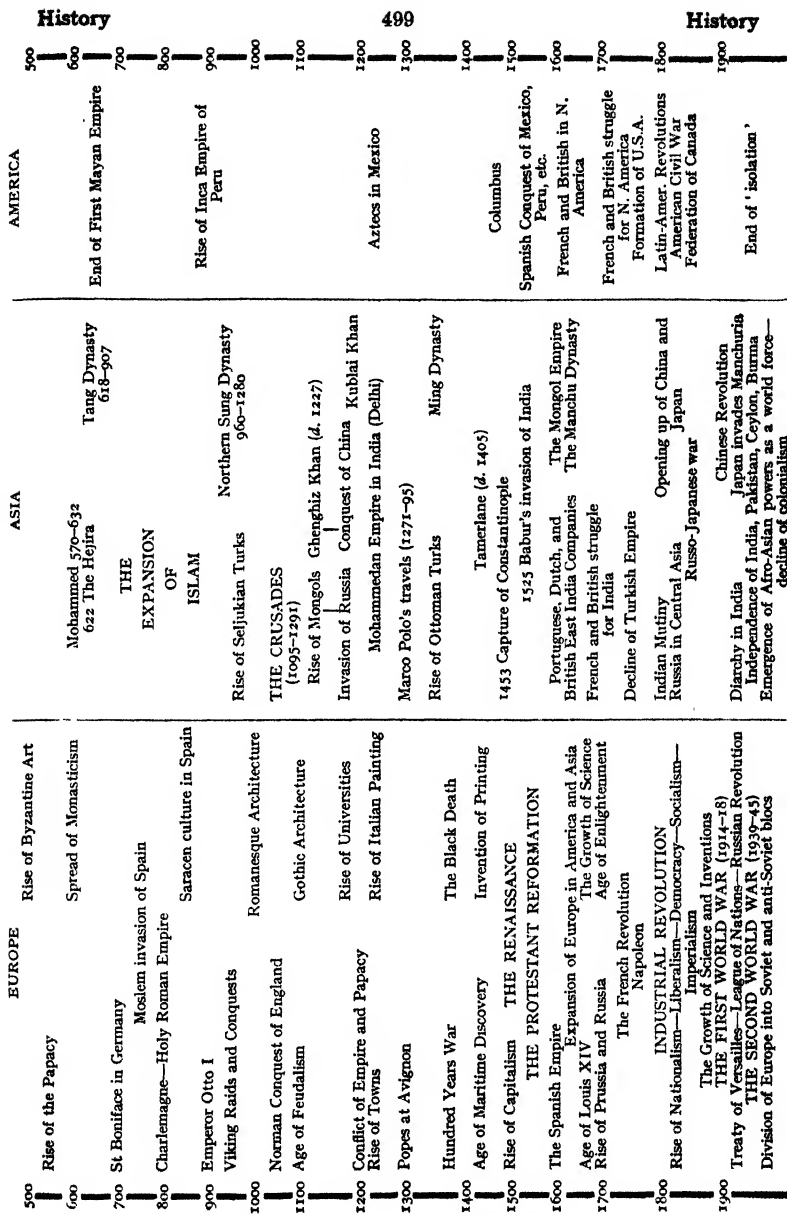 History
499
History
500
600
700
800
900
1000
1100
1200
1300
1400
1500
1600
1700
1800
1900
EUROPE
Rise of the Papacy
Rise of Byzantine Art
Spread of Monasticism
St Boniface in Germany
Moslem invasion of Spain
Charlemagne—Holy Roman Empire
Saracen culture in Spain
Emperor Otto I
Viking Raids and Conquests
Romanesque Architecture
Norman Conquest of England
Age of Feudalism
Gothic Architecture
Conflict of Empire and Papacy
Rise of Universities
Rise of Towns
Rise of Italian Painting
Popes at Avignon
Hundred Years War
The Black Death
Age of Maritime Discovery
Invention of Printing
Rise of Capitalism
THE RENAISSANCE
THE PROTESTANT REFORMATION
The Spanish Empire
Expansion of Europe in America and Asia
Age of Louis XIV
The Growth of Science
Rise of Prussia and Russia
Age of Enlightenment
The French Revolution
Napoleon
INDUSTRIAL REVOLUTION
Rise of Nationalism—Liberalism—Democracy—Socialism—
Imperialism
The Growth of Science and Inventions
THE FIRST WORLD WAR (1914–18)
Treaty of Versailles—League of Nations—Russian Revolution
THE SECOND WORLD WAR (1939–45)
Division of Europe into Soviet and anti-Soviet blocs
ASIA
Mohammed 570–632
622 The Hejira
Tang Dynasty
618–907
THE
EXPANSION
OF
ISLAM
Rise of Seljukian Turks
Northern Sung Dynasty
960–1280
THE CRUSADES
(1095–1291)
Rise of Mongols
Ghenghiz Khan (d. 1227)
Invasion of Russia
Conquest of China
Kublai Khan
Mohammedan Empire in India (Delhi)
Marco Polo's travels (1271–95)
Rise of Ottoman Turks
Ming Dynasty
Tamerlane (d. 1405)
1453 Capture of Constantinople
1525 Babur's invasion of India
Portuguese, Dutch, and
British East India Companies
The Mongol Empire
The Manchu Dynasty
French and British struggle
for India
Decline of Turkish Empire
Indian Mutiny
Russia in Central Asia
Opening up of China and
Japan
Russo-Japanese war
Chinese Revolution
Diarchy in India
Japan invades Manchuria
Independence of India, Pakistan, Ceylon, Burma
Emergence of Afro-Asian powers as a world force—
decline of colonialism
AMERICA
End of First Mayan Empire
Rise of Inca Empire of
Peru
Aztecs in Mexico
Columbus
Spanish Conquest of Mexico,
Peru, etc.
French and British in N.
America
French and British struggle
for N. America
Formation of U.S.A.
Latin-Amer. Revolutions
American Civil War
Federation of Canada
End of ' isolation '
500
600
700
800
900
1000
1100
1200
1300
1400
1500
1600
1700
1800
1900